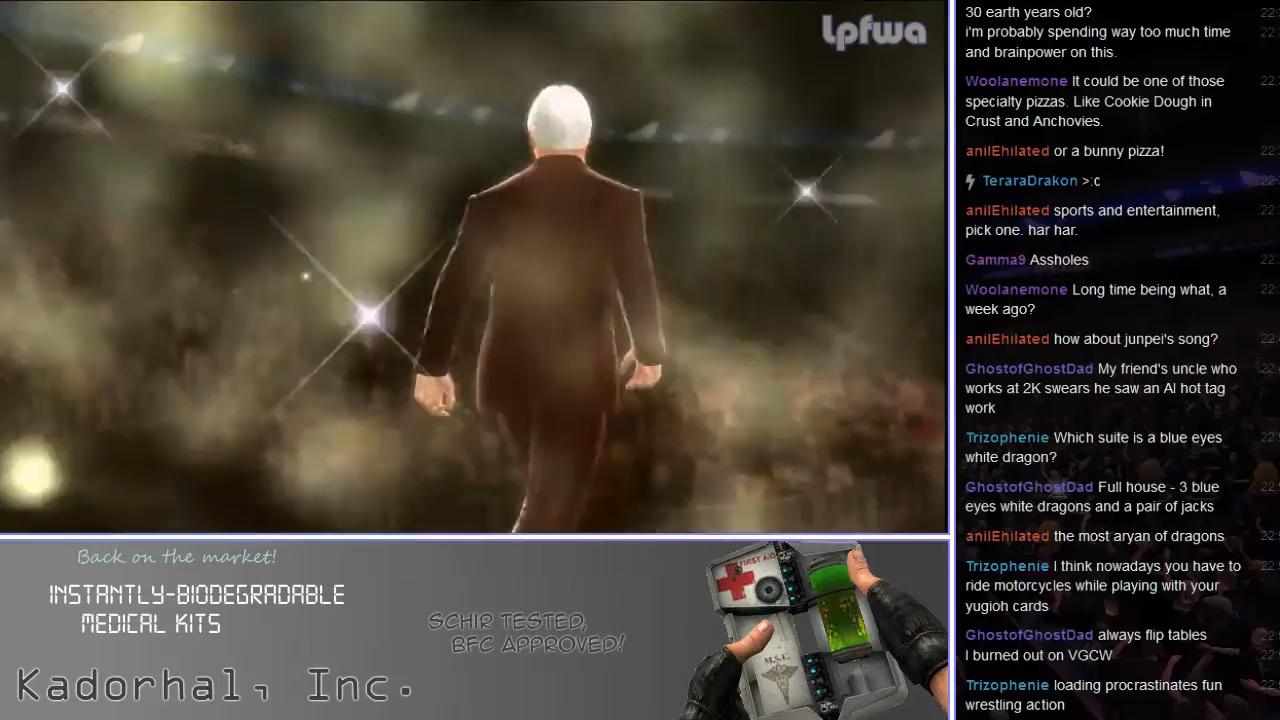 Lpfwa
Back on the market!
INSTANTLY-BIODEGRADABLE
MEDICAL KITS
SCHIR TESTED,
BFC APPROVED!
Kadorhal, Inc.
FIRST AID
M.S.I.
30 earth years old?
i'm probably spending way too much time
and brainpower on this.
Woolanemone It could be one of those
specialty pizzas. Like Cookie Dough in
Crust and Anchovies.
anilEhilated or a bunny pizza!
TeraraDrakon >:c
anilEhilated sports and entertainment,
pick one. har har.
Gamma9 Assholes
Woolanemone Long time being what, a
week ago?
anilEhilated how about junpei's song?
GhostofGhostDad My friend's uncle who
works at 2K swears he saw an AI hot tag
work
Trizophenie Which suite is a blue eyes
white dragon?
GhostofGhostDad Full house - 3 blue
eyes white dragons and a pair of jacks
anilEhilated the most aryan of dragons
Trizophenie I think nowadays you have to
ride motorcycles while playing with your
yugioh cards
GhostofGhostDad always flip tables
I burned out on VGCW
Trizophenie loading procrastinates fun
wrestling action